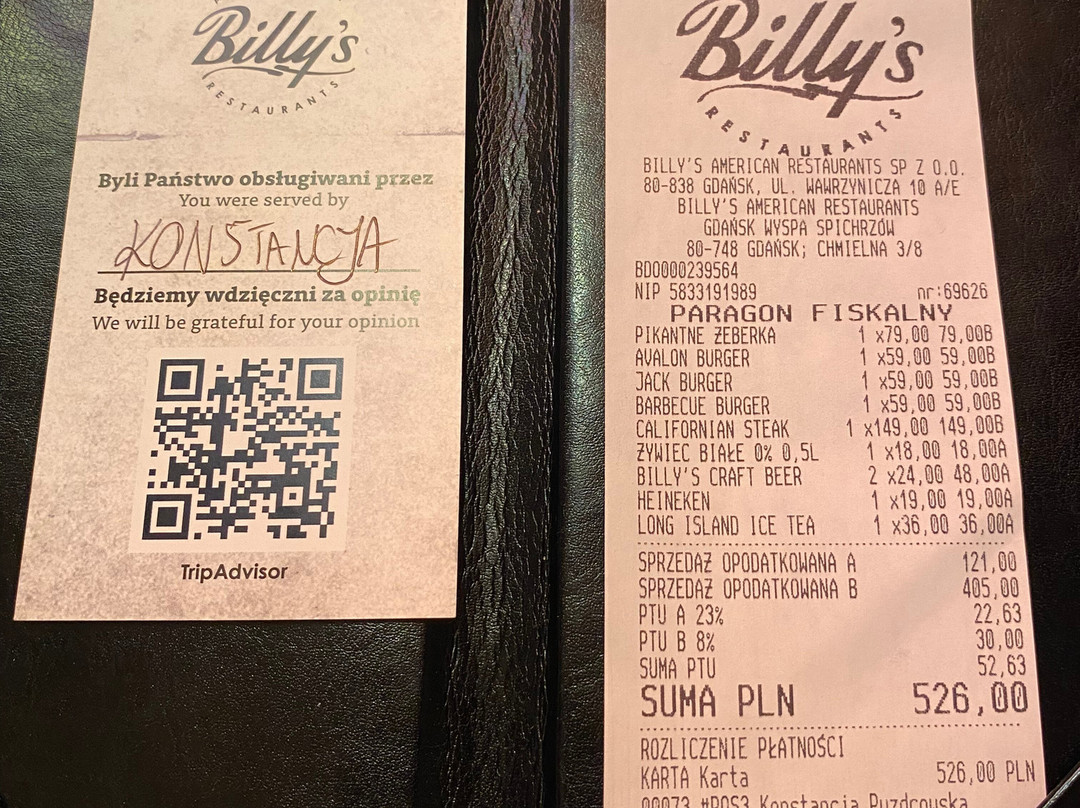 Billy's
RESTAURANTS
Byli Państwo obsługiwani przez
You were served by
KONSTANCJA
Będziemy wdzięczni za opinię
We will be grateful for your opinion
TripAdvisor
Billy's
RESTAURANTS
BILLY'S AMERICAN RESTAURANTS SP Z O.O.
80-838 GDAŃSK, UL. WAWRZYNICZA 10 A/E
BILLY'S AMERICAN RESTAURANTS
GDAŃSK WYSPA SPICHRZÓW
80-748 GDAŃSK; CHMIELNA 3/8
BDO000239564
NIP 5833191989 nr:69626
PARAGON FISKALNY
PIKANTNE ŻEBERKA 1 x79,00 79,00B
AVALON BURGER 1 x59,00 59,00B
JACK BURGER 1 x59,00 59,00B
BARBECUE BURGER 1 x59,00 59,00B
CALIFORNIAN STEAK 1 x149,00 149,00B
ŻYWIEC BIAŁE 0% 0,5L 1 x18,00 18,00A
BILLY'S CRAFT BEER 2 x24,00 48,00A
HEINEKEN 1 x19,00 19,00A
LONG ISLAND ICE TEA 1 x36,00 36,00A
SPRZEDAŻ OPODATKOWANA A 121,00
SPRZEDAŻ OPODATKOWANA B 405,00
PTU A 23% 22,63
PTU B 8% 30,00
SUMA PTU 52,63
SUMA PLN 526,00
ROZLICZENIE PŁATNOŚCI
KARTA Karta 526,00 PLN
00073 #POS3 Konstancja Puzdrowska